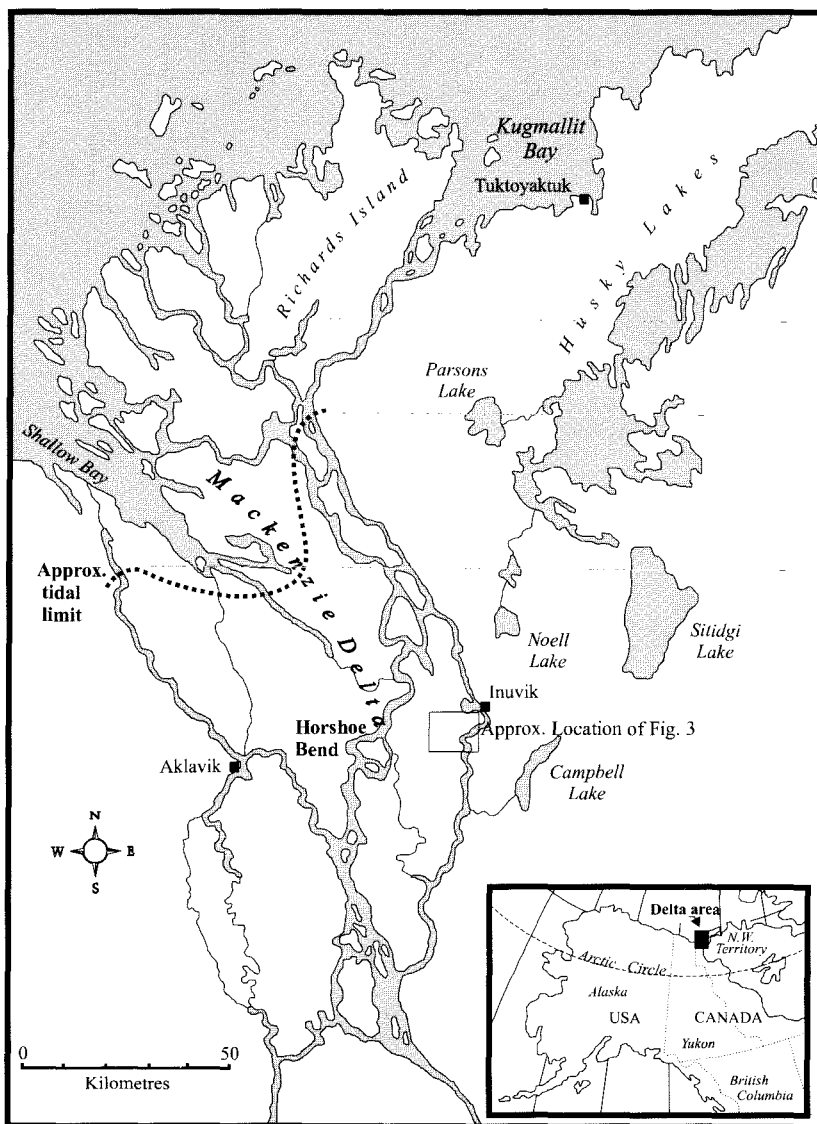 Kugmallit
Bay
Tuktoyaktuk
Richards Island
Husky Lakes
Parsons
Lake
Shallow Bay
Mackenzie Delta
Approx.
tidal
limit
Noell
Lake
Sitidgi
Lake
Inuvik
Horshoe
Bend
Approx. Location of Fig. 3
Aklavik
Campbell
Lake
N
W E
S
0 50
Kilometres
Delta area
N.W.
Territory
Arctic Circle
Alaska
USA
CANADA
Yukon
British
Columbia